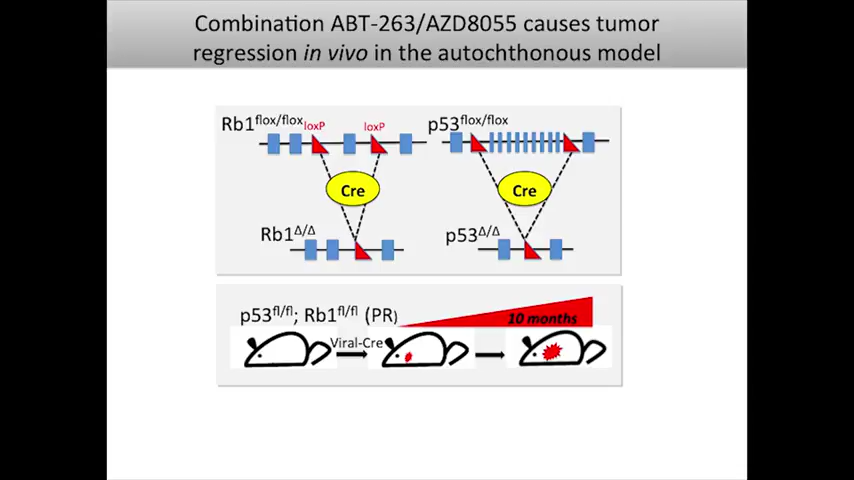 Combination ABT-263/AZD8055 causes tumor
regression in vivo in the autochthonous model
Rb1flox/flox loxP loxP p53flox/flox
Cre Cre
Rb1Δ/Δ p53Δ/Δ
p53fl/fl; Rb1fl/fl (PR) 10 months
Viral-Cre